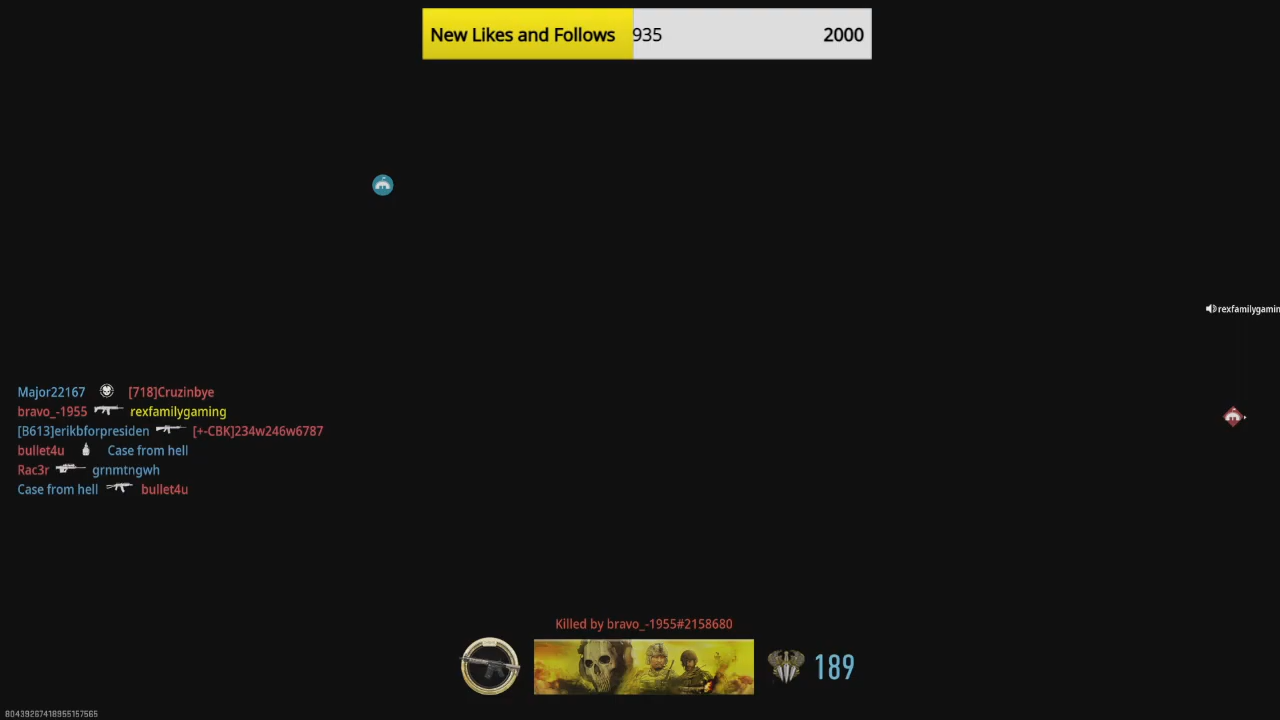 New Likes and Follows 935 2000
rexfamilygamin
Major22167 [718]Cruzinbye
bravo_-1955 rexfamilygaming
[B613]erikbforpresiden [+-CBK]234w246w6787
bullet4u Case from hell
Rac3r grnmtngwh
Case from hell bullet4u
Killed by bravo_-1955#2158680
189
80439267418955157565